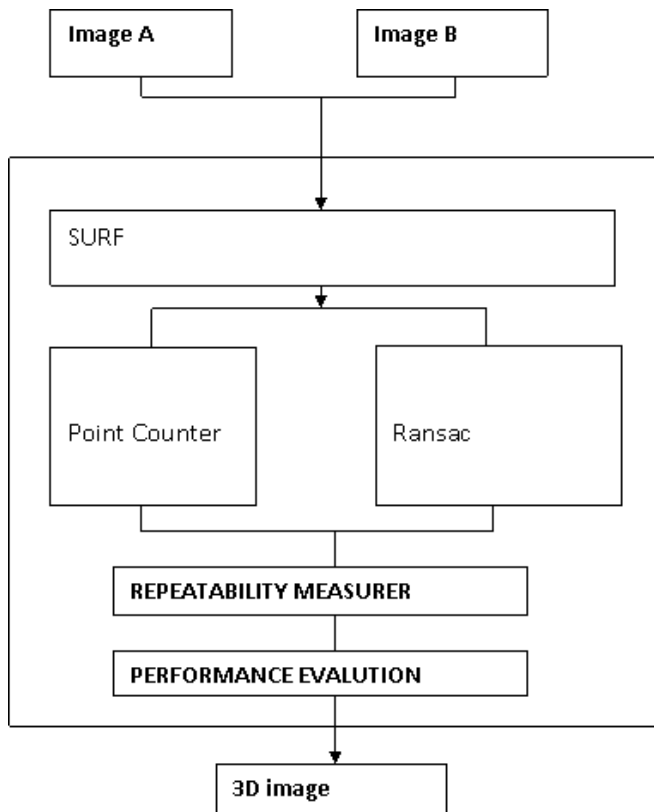 Image A
Image B
SURF
Point Counter
Ransac
REPEATABILITY MEASURER
PERFORMANCE EVALUTION
3D image